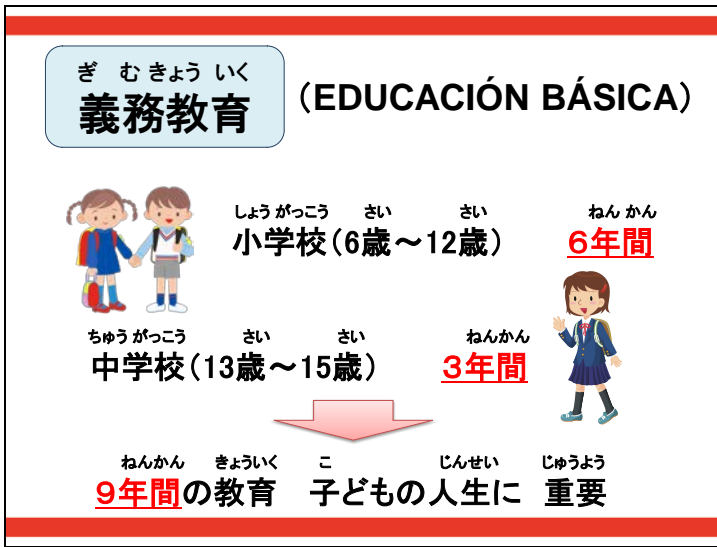 ぎ む きょう いく
義務教育
（EDUCACIÓN BÁSICA）
しょう がっこう さい さい ねん かん
小学校（6歳～12歳） ６年間
ちゅう がっこう さい さい ねんかん
中学校（13歳～15歳） ３年間
ねんかん きょういく こ じんせい じゅうよう
９年間の教育 子どもの人生に 重要